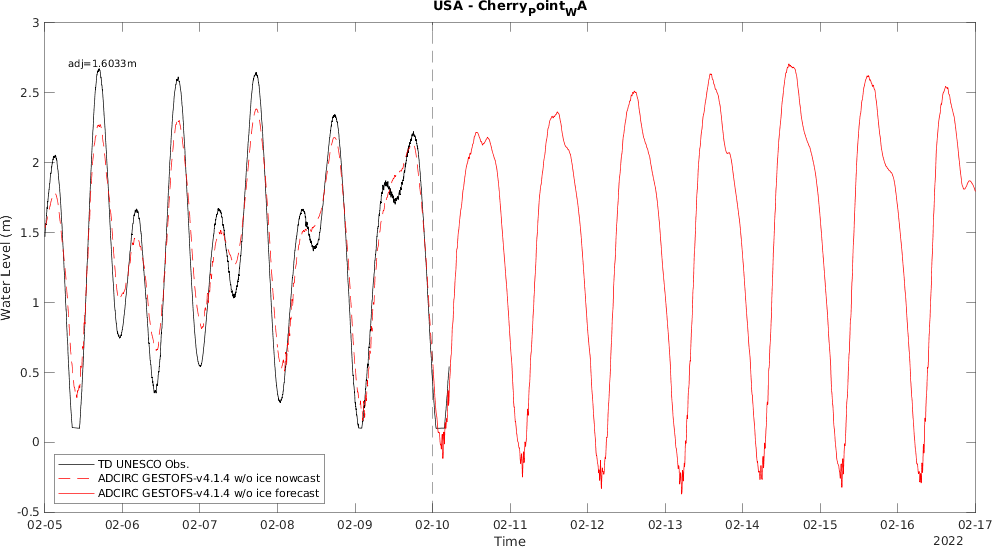 USA - Cherry_Point_WA
adj=1.6033m
3
2.5
2
1.5
1
0.5
0
-0.5
Water Level (m)
TD UNESCO Obs.
ADCIRC GESTOFS-v4.1.4 w/o ice nowcast
ADCIRC GESTOFS-v4.1.4 w/o ice forecast
02-05 02-06 02-07 02-08 02-09 02-10 02-11 02-12 02-13 02-14 02-15 02-16 02-17
Time
2022